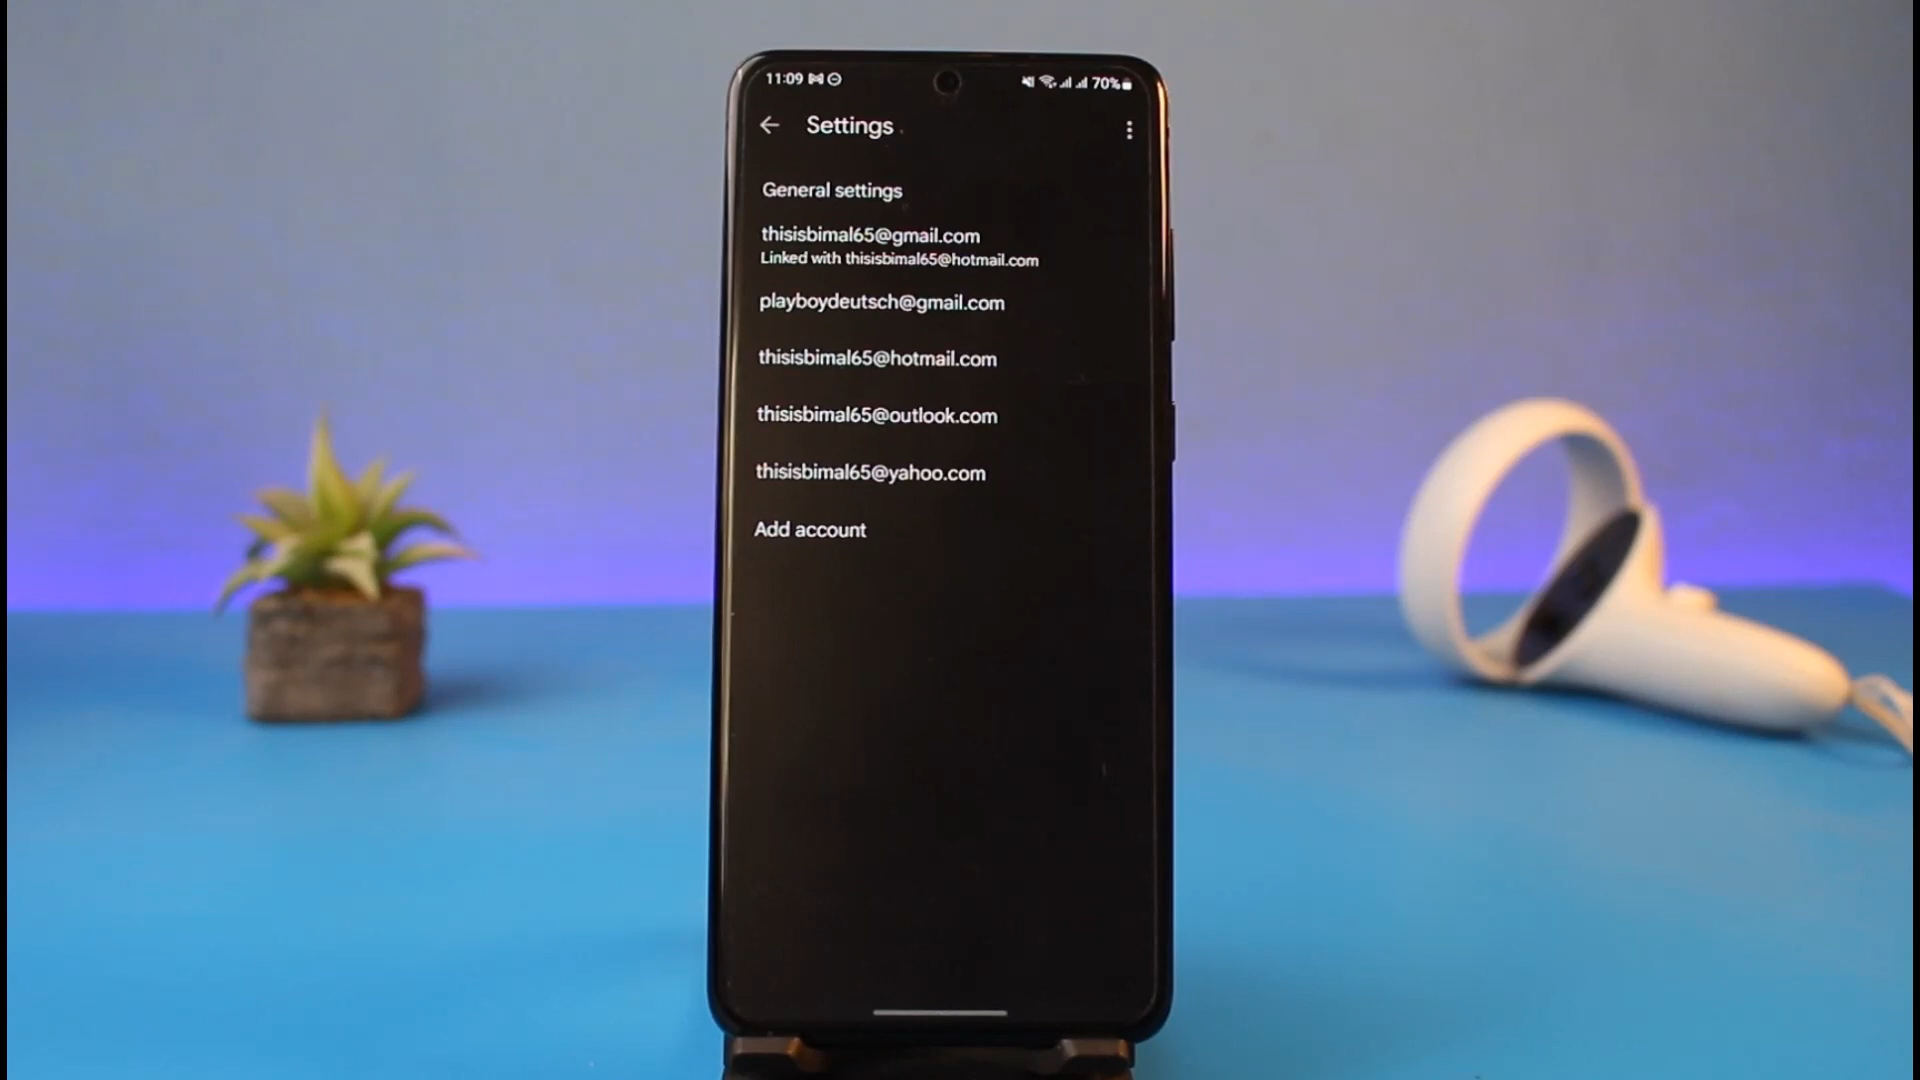 11:09 70%
Settings
General settings
thisisbimal65@gmail.com
Linked with thisisbimal65@hotmail.com
playboydeutsch@gmail.com
thisisbimal65@hotmail.com
thisisbimal65@outlook.com
thisisbimal65@yahoo.com
Add account